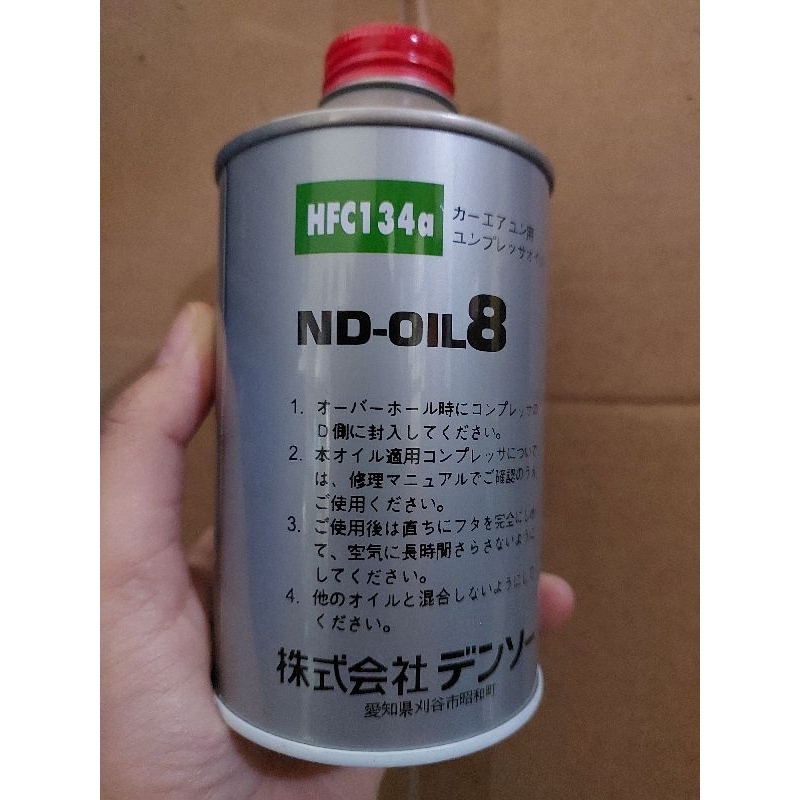 HFC134a
カーエアユン用
ユンプレッサオイル
ND-OIL8
1. オーバーホール時にコンプレッサの
D側に封入してください。
2. 本オイル適用コンプレッサについて
は、修理マニュアルでご確認のうえ
ご使用ください。
3. ご使用後は直ちにフタを完全にしめ
て、空気に長時間さらさないように
してください。
4. 他のオイルと混合しないようにして
ください。
株式会社デンソー
愛知県刈谷市昭和町